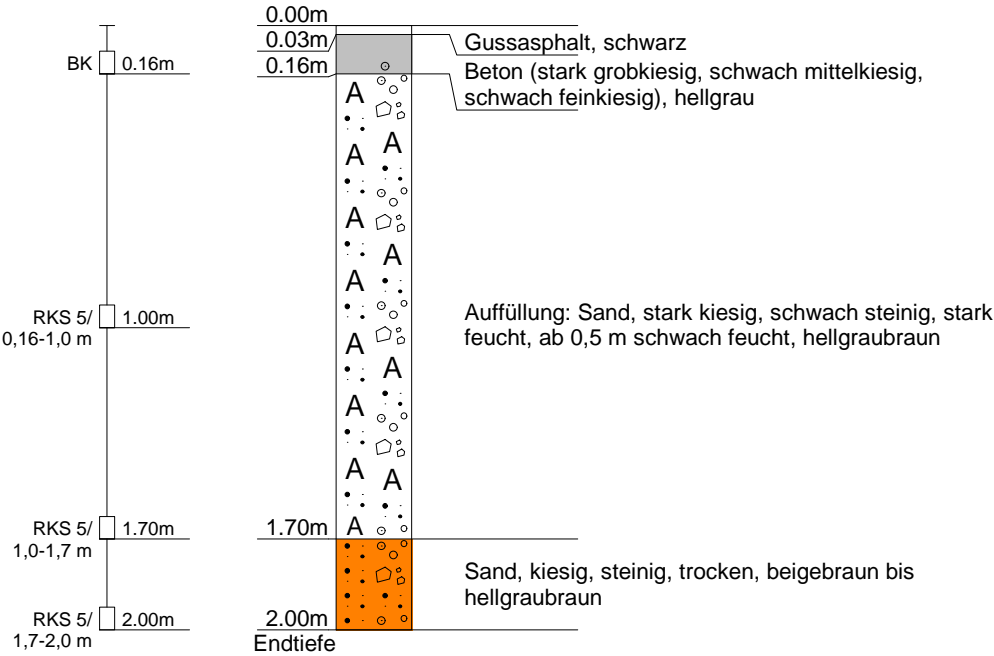 0.00m
0.03m
Gussasphalt, schwarz
BK 0.16m
0.16m
Beton (stark grobkiesig, schwach mittelkiesig,
schwach feinkiesig), hellgrau
A
A
A
A
A
A
A
A
A
A
A
A
A
RKS 5/ 1.00m
0,16-1,0 m
Auffüllung: Sand, stark kiesig, schwach steinig, stark
feucht, ab 0,5 m schwach feucht, hellgraubraun
RKS 5/ 1.70m
1,0-1,7 m
1.70m
Sand, kiesig, steinig, trocken, beigebraun bis
hellgraubraun
RKS 5/ 2.00m
1,7-2,0 m
2.00m
Endtiefe